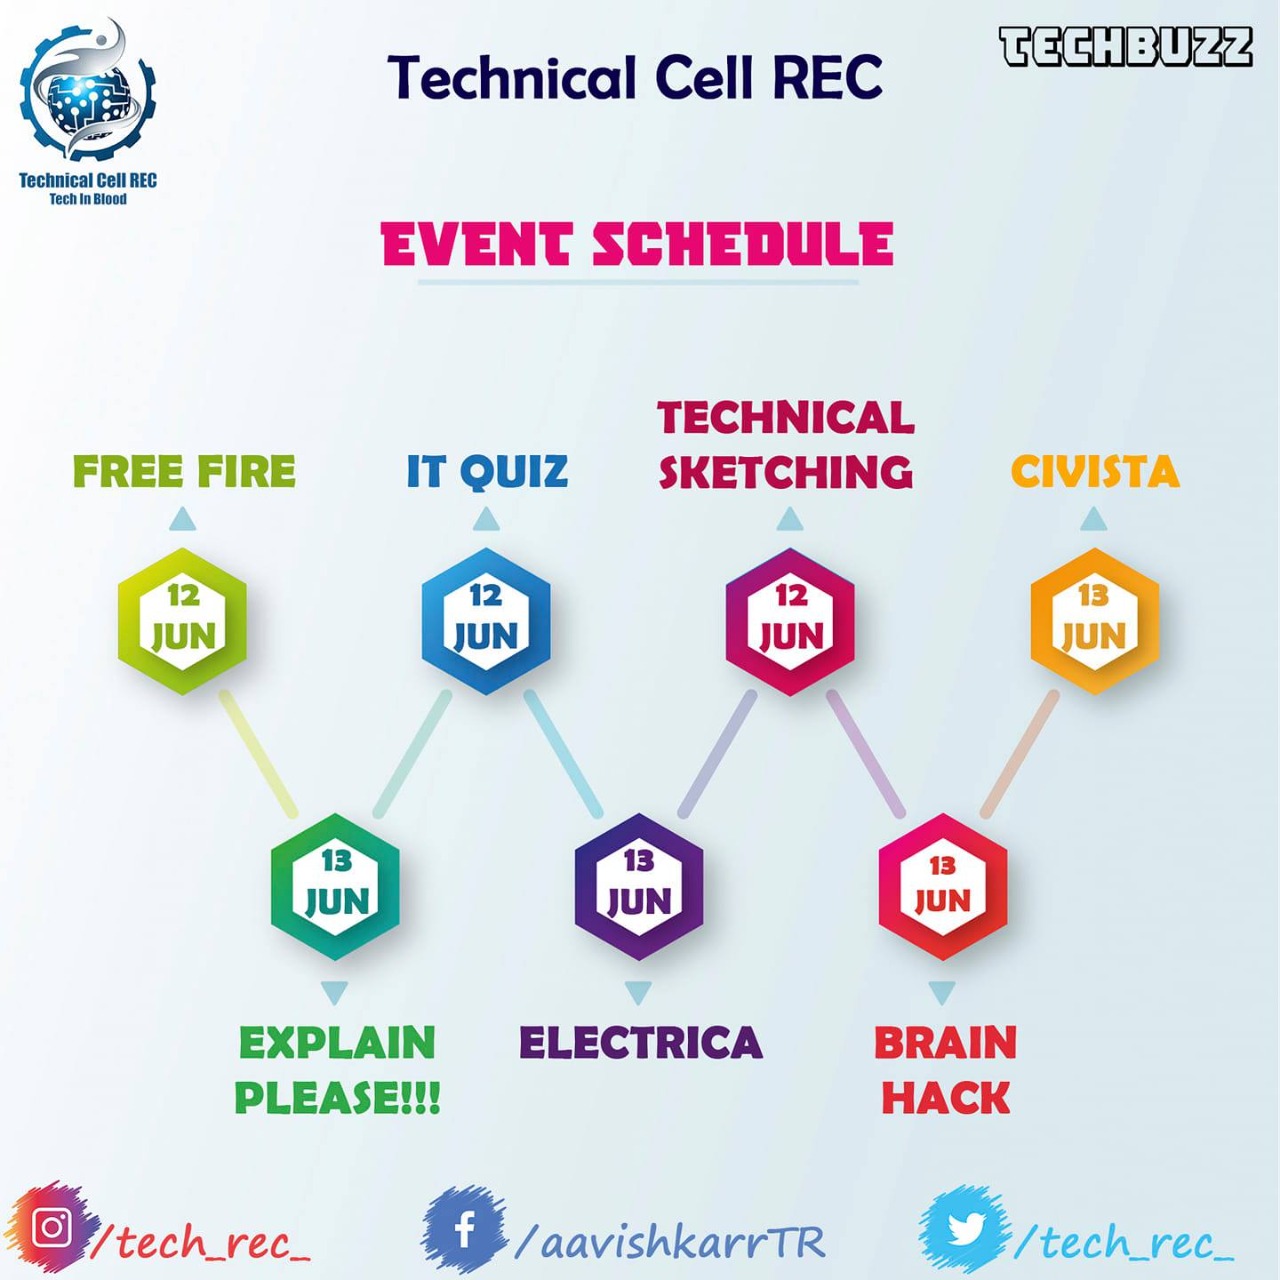 Technical Cell REC
TECHBUZZ
Technical Cell REC
Tech In Blood
EVENT SCHEDULE
FREE FIRE
IT QUIZ
TECHNICAL
SKETCHING
CIVISTA
12
JUN
12
JUN
12
JUN
13
JUN
13
JUN
13
JUN
13
JUN
EXPLAIN
PLEASE!!!
ELECTRICA
BRAIN
HACK
/tech_rec_
/aavishkarrTR
/tech_rec_